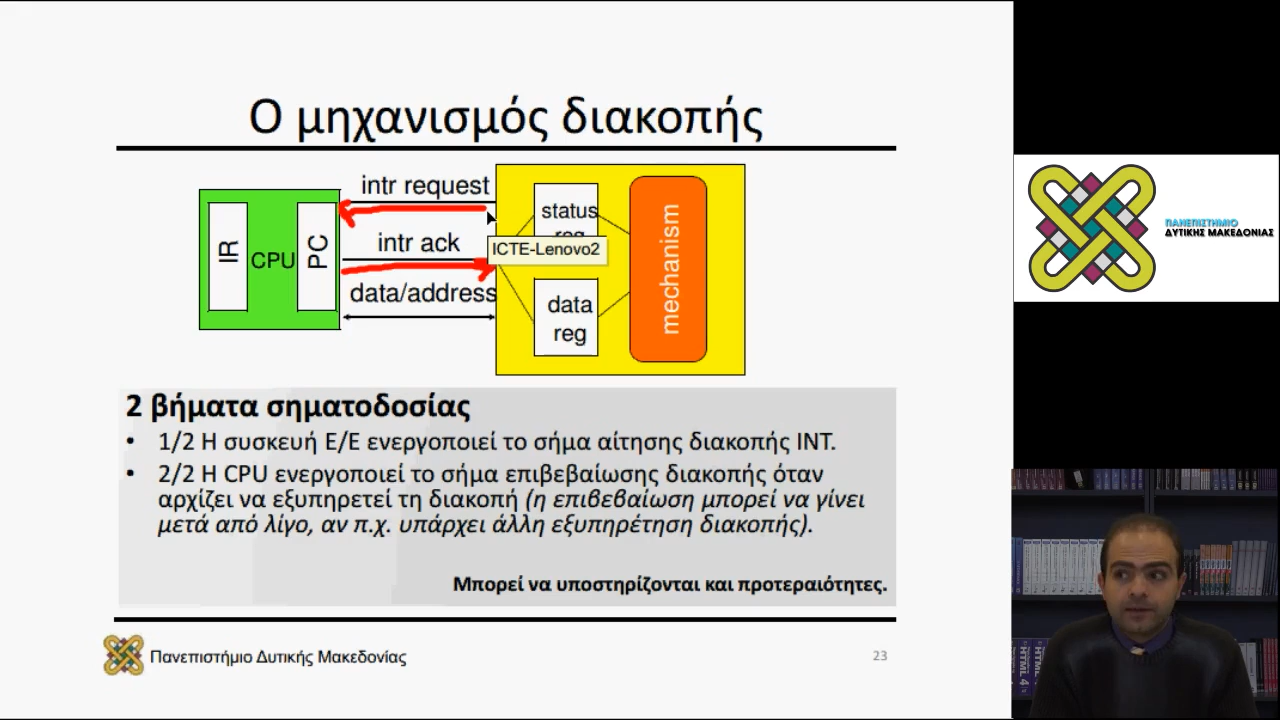 Ο μηχανισμός διακοπής
intr request
intr ack
data/address
IR
CPU
PC
status
ICTE-Lenovo2
data
reg
mechanism
2 βήματα σηματοδοσίας
• 1/2 Η συσκευή Ε/Ε ενεργοποιεί το σήμα αίτησης διακοπής INT.
• 2/2 Η CPU ενεργοποιεί το σήμα επιβεβαίωσης διακοπής όταν
αρχίζει να εξυπηρετεί τη διακοπή (η επιβεβαίωση μπορεί να γίνει
μετά από λίγο, αν π.χ. υπάρχει άλλη εξυπηρέτηση διακοπής).
Μπορεί να υποστηρίζονται και προτεραιότητες.
Πανεπιστήμιο Δυτικής Μακεδονίας
23
ΠΑΝΕΠΙΣΤΗΜΙΟ
ΔΥΤΙΚΗΣ ΜΑΚΕΔΟΝΙΑΣ
HTML 4